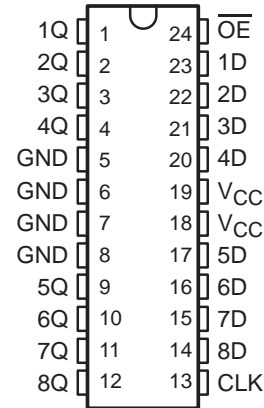 1Q 1 24 OE
2Q 2 23 1D
3Q 3 22 2D
4Q 4 21 3D
GND 5 20 4D
GND 6 19 VCC
GND 7 18 VCC
GND 8 17 5D
5Q 9 16 6D
6Q 10 15 7D
7Q 11 14 8D
8Q 12 13 CLK